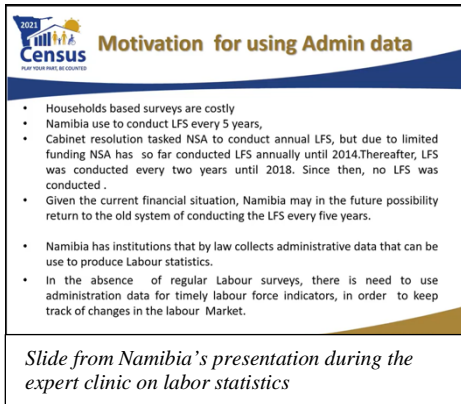 2021
Census
PLAY YOUR PART, BE COUNTED
Motivation for using Admin data
• Households based surveys are costly
• Namibia use to conduct LFS every 5 years,
• Cabinet resolution tasked NSA to conduct annual LFS, but due to limited
funding NSA has so far conducted LFS annually until 2014.Thereafter, LFS
was conducted every two years until 2018. Since then, no LFS was
conducted .
• Given the current financial situation, Namibia may in the future possibility
return to the old system of conducting the LFS every five years.
• Namibia has institutions that by law collects administrative data that can be
use to produce Labour statistics.
• In the absence of regular Labour surveys, there is need to use
administration data for timely labour force indicators, in order to keep
track of changes in the labour Market.
Slide from Namibia's presentation during the
expert clinic on labor statistics